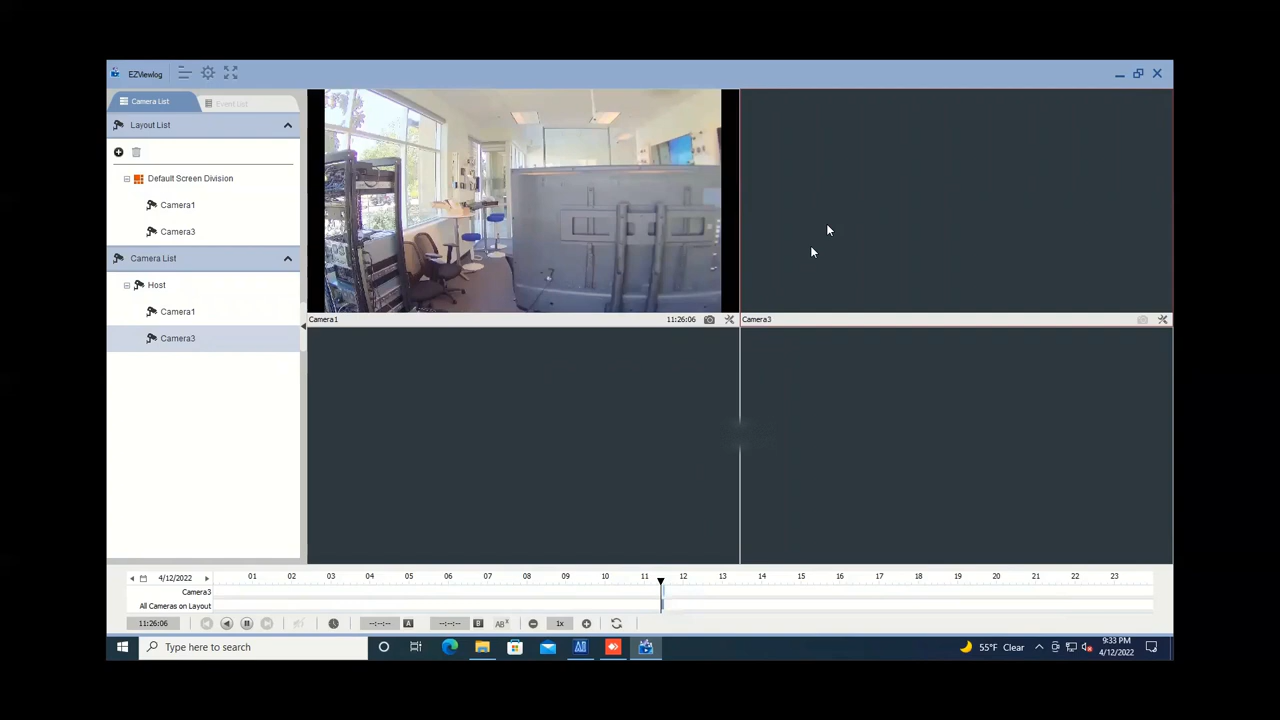 EZViewlog
Camera List
Event List
Layout List
Default Screen Division
Camera1
Camera3
Camera List
Host
Camera1
Camera3
Camera1
11:26:06
Camera3
4/12/2022
01 02 03 04 05 06 07 08 09 10 11 12 13 14 15 16 17 18 19 20 21 22 23
Camera3
All Cameras on Layout
11:26:06
--:--:--
A
--:--:--
B
AB
1x
Type here to search
AI
55°F Clear
9:33 PM
4/12/2022